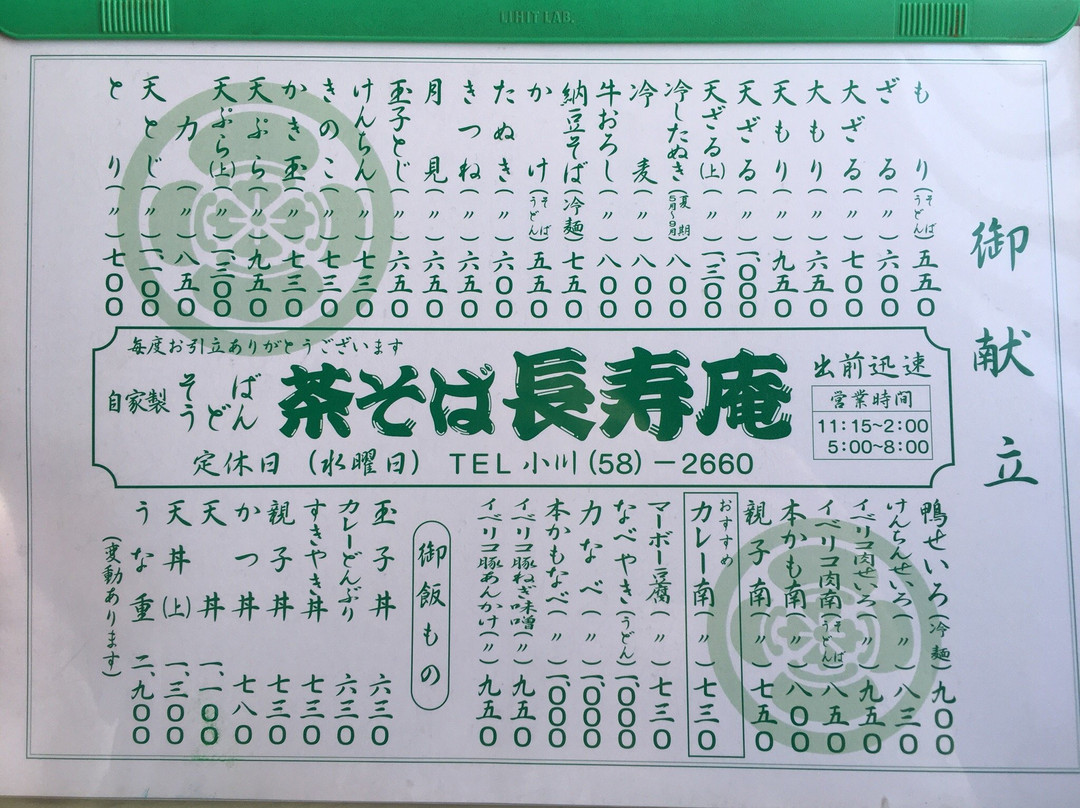 御献立
もり(そばうどん)五五〇
ざる(〃)六〇〇
大ざる(〃)七〇〇
大もり(〃)六五〇
天もり(〃)九五〇
天ざる(〃)一、〇〇〇
天ざる(上)(〃)一、三〇〇
冷したぬき(夏期5月〜9月)八〇〇
冷麦(〃)八〇〇
牛おろし(〃)八〇〇
納豆そば(冷麺)七五〇
かけ(そばうどん)五五〇
たぬき(〃)六〇〇
きつね(〃)六五〇
月見(〃)六五〇
玉子とじ(〃)六五〇
けんちん(〃)七三〇
きのこ(〃)七三〇
かき玉(〃)七三〇
天ぷら(〃)九五〇
天ぷら(上)(〃)一、三〇〇
力(〃)八五〇
天とじ(〃)一、一〇〇
とり(〃)七〇〇
毎度お引立ありがとうございます
自家製 そば うどん
茶そば長寿庵
定休日(水曜日) TEL小川(58)-2660
出前迅速
営業時間
11:15~2:00
5:00~8:00
鴨せいろ(冷麺)九〇〇
けんちんせいろ(〃)八三〇
イベリコ肉せいろ(〃)九五〇
イベリコ肉南(そばうどん)八五〇
本かも南(〃)八〇〇
親子南(〃)七五〇
おすすめ
カレー南(〃)七三〇
マーボー豆腐(〃)七三〇
なべやき(うどん)一、〇〇〇
力なべ(〃)一、〇〇〇
本かもなべ(〃)一、〇〇〇
イベリコ豚ねぎ味噌(〃)九五〇
イベリコ豚あんかけ(〃)九五〇
御飯もの
玉子丼 六三〇
カレーどんぶり 六三〇
すきやき丼 七三〇
親子丼 七三〇
かつ丼 七八〇
天丼 一、一〇〇
天丼(上)一、三〇〇
うな重 二、九〇〇
(変動あります)
LIHIT LAB.